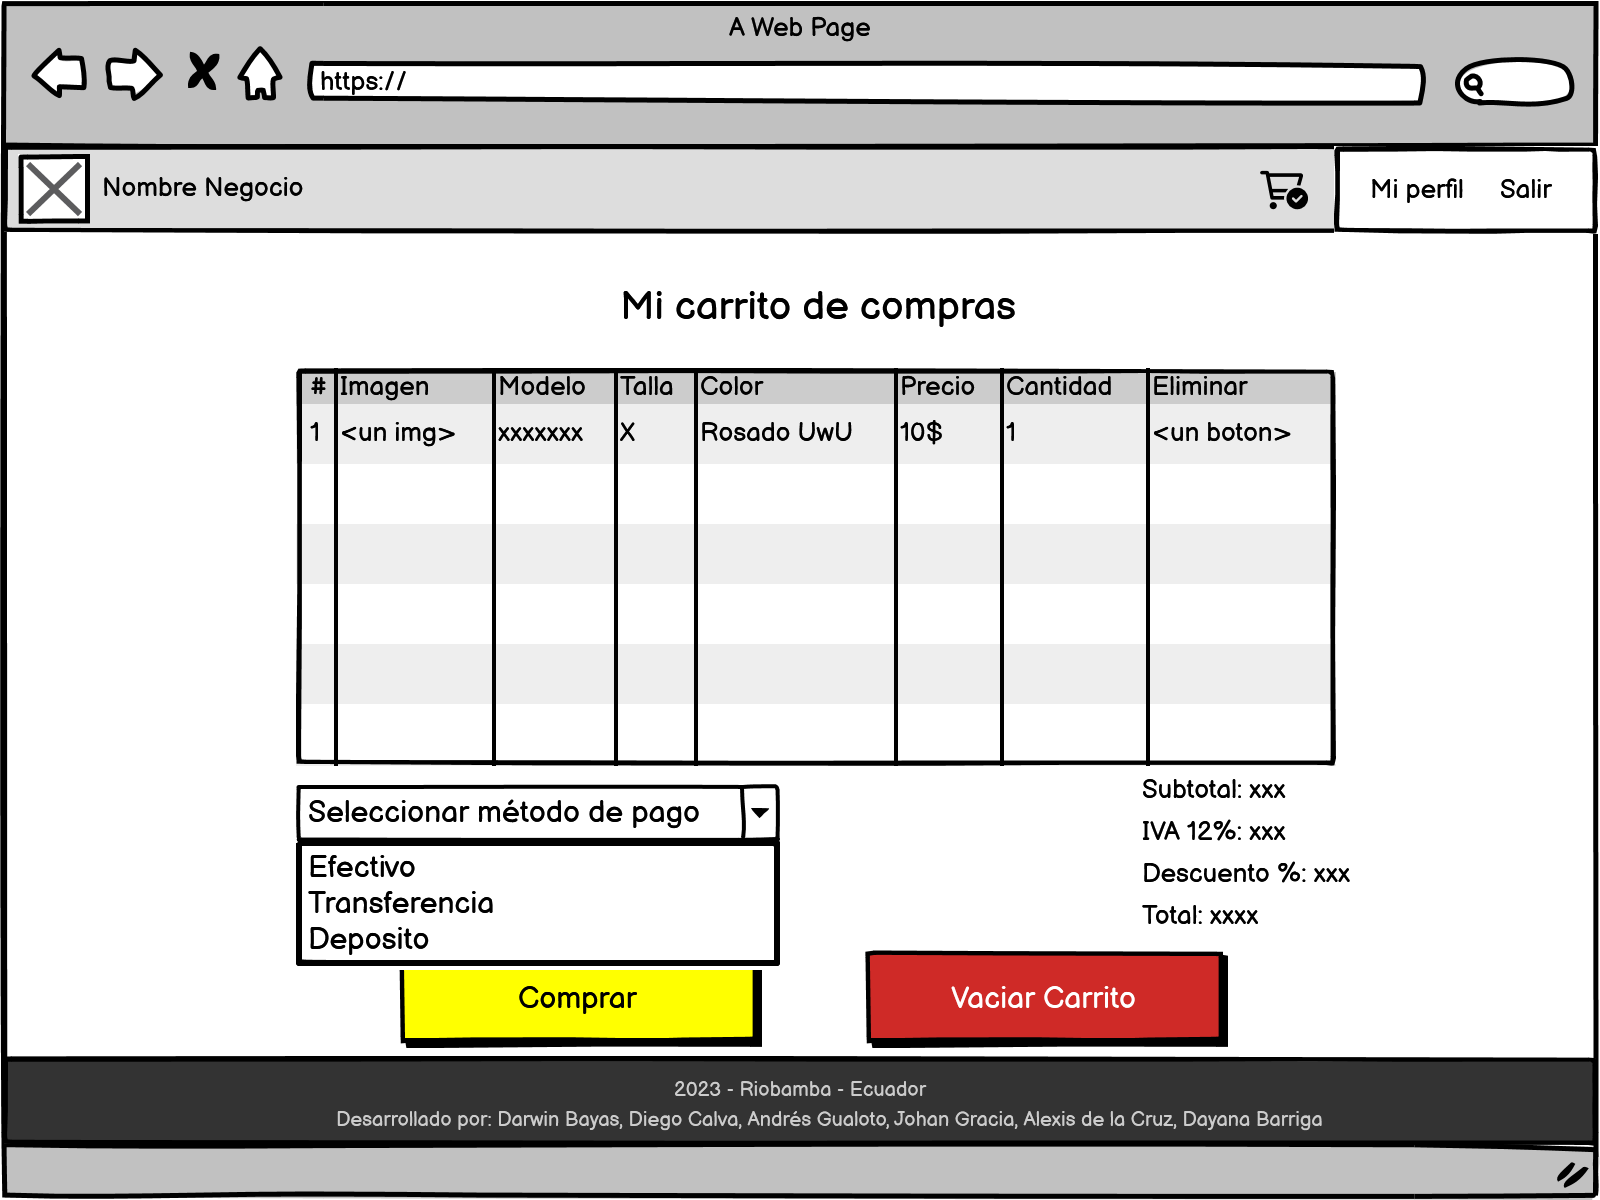 A Web Page
https://
Nombre Negocio
Mi perfil Salir
Mi carrito de compras
# Imagen Modelo Talla Color Precio Cantidad Eliminar
1 <un img> xxxxxxx X Rosado UwU 10$ 1 <un boton>
Subtotal: xxx
Seleccionar método de pago
IVA 12%: xxx
Efectivo
Descuento %: xxx
Transferencia
Total: xxxx
Deposito
Comprar
Vaciar Carrito
2023 - Riobamba - Ecuador
Desarrollado por: Darwin Bayas, Diego Calva, Andrés Gualoto, Johan Gracia, Alexis de la Cruz, Dayana Barriga